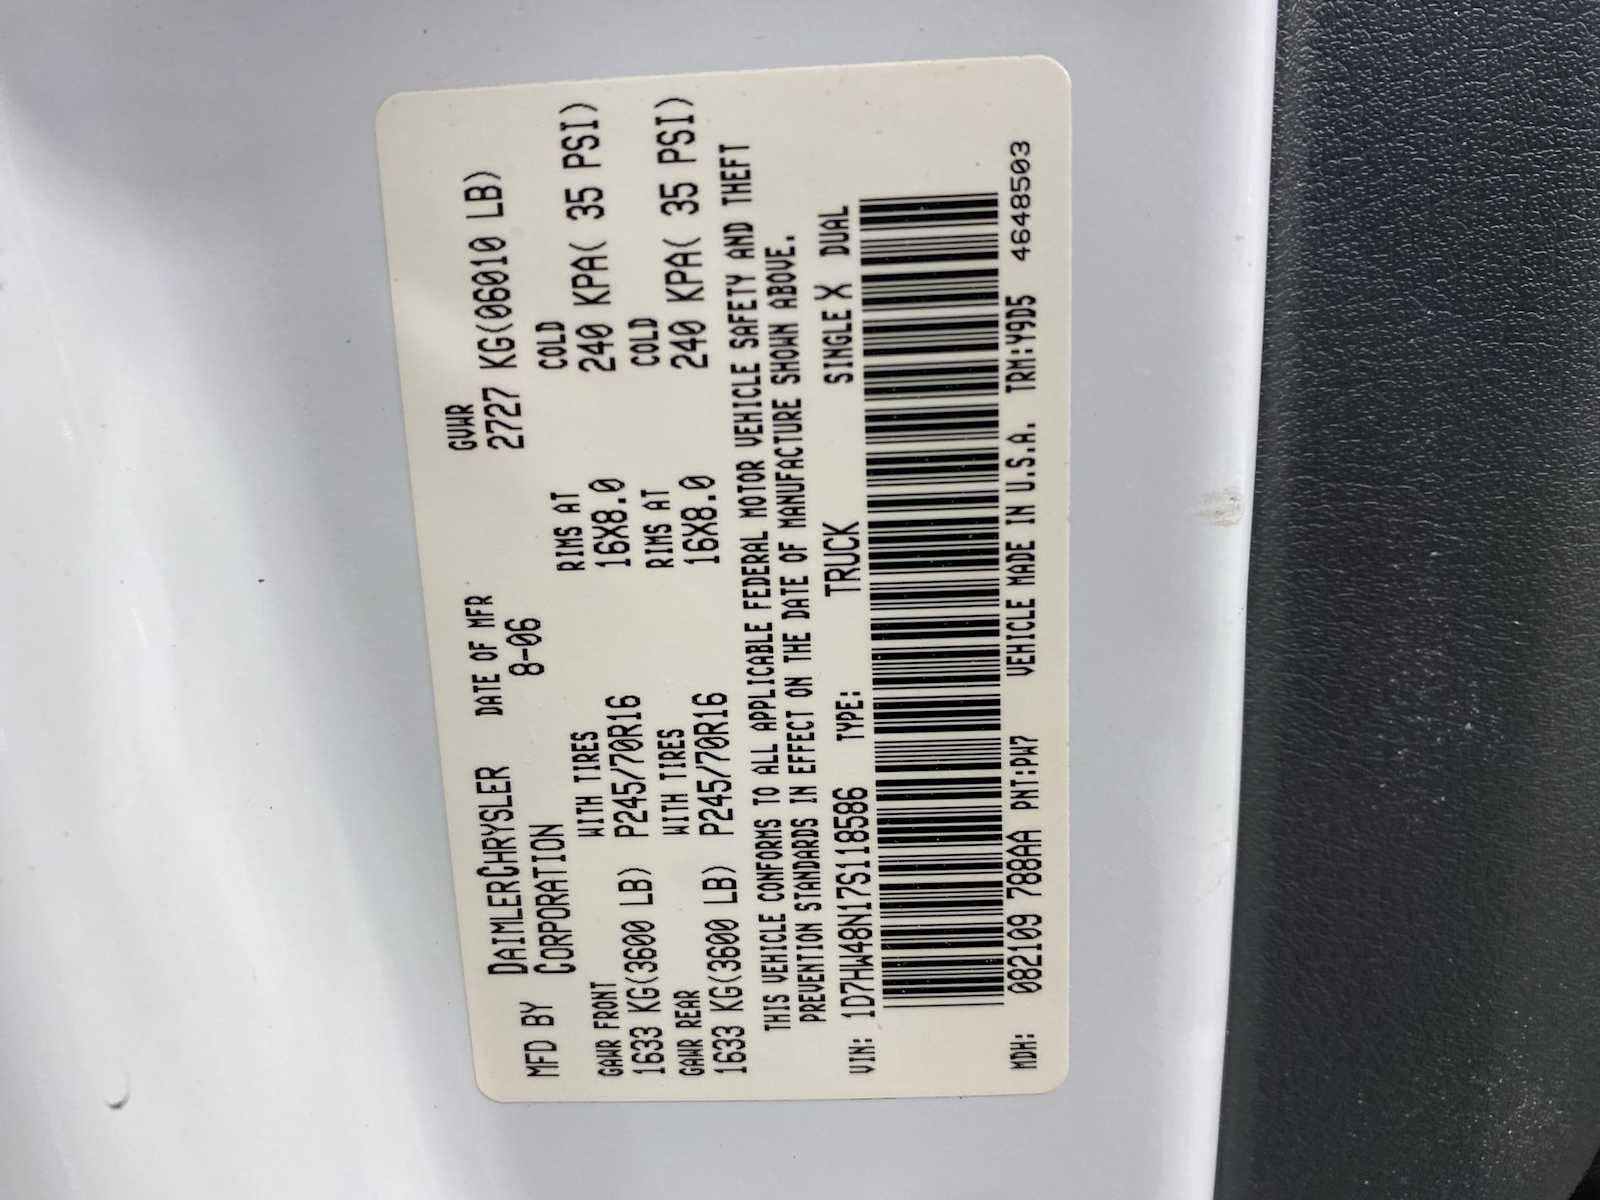 MFD BY DAIMLERCHRYSLER CORPORATION DATE OF MFR 8-06 GVWR 2727 KG(06010 LB)
GAWR FRONT WITH TIRES RIMS AT COLD
1633 KG(3600 LB) P245/70R16 16X8.0 240 KPA( 35 PSI)
GAWR REAR WITH TIRES RIMS AT COLD
1633 KG(3600 LB) P245/70R16 16X8.0 240 KPA( 35 PSI)
THIS VEHICLE CONFORMS TO ALL APPLICABLE FEDERAL MOTOR VEHICLE SAFETY AND THEFT
PREVENTION STANDARDS IN EFFECT ON THE DATE OF MANUFACTURE SHOWN ABOVE.
VIN: 1D7HW48N17S118586 TYPE: TRUCK SINGLE X DUAL
MDH: 082109 788AA PNT:PW7 VEHICLE MADE IN U.S.A. TRM:Y9D5 4648503